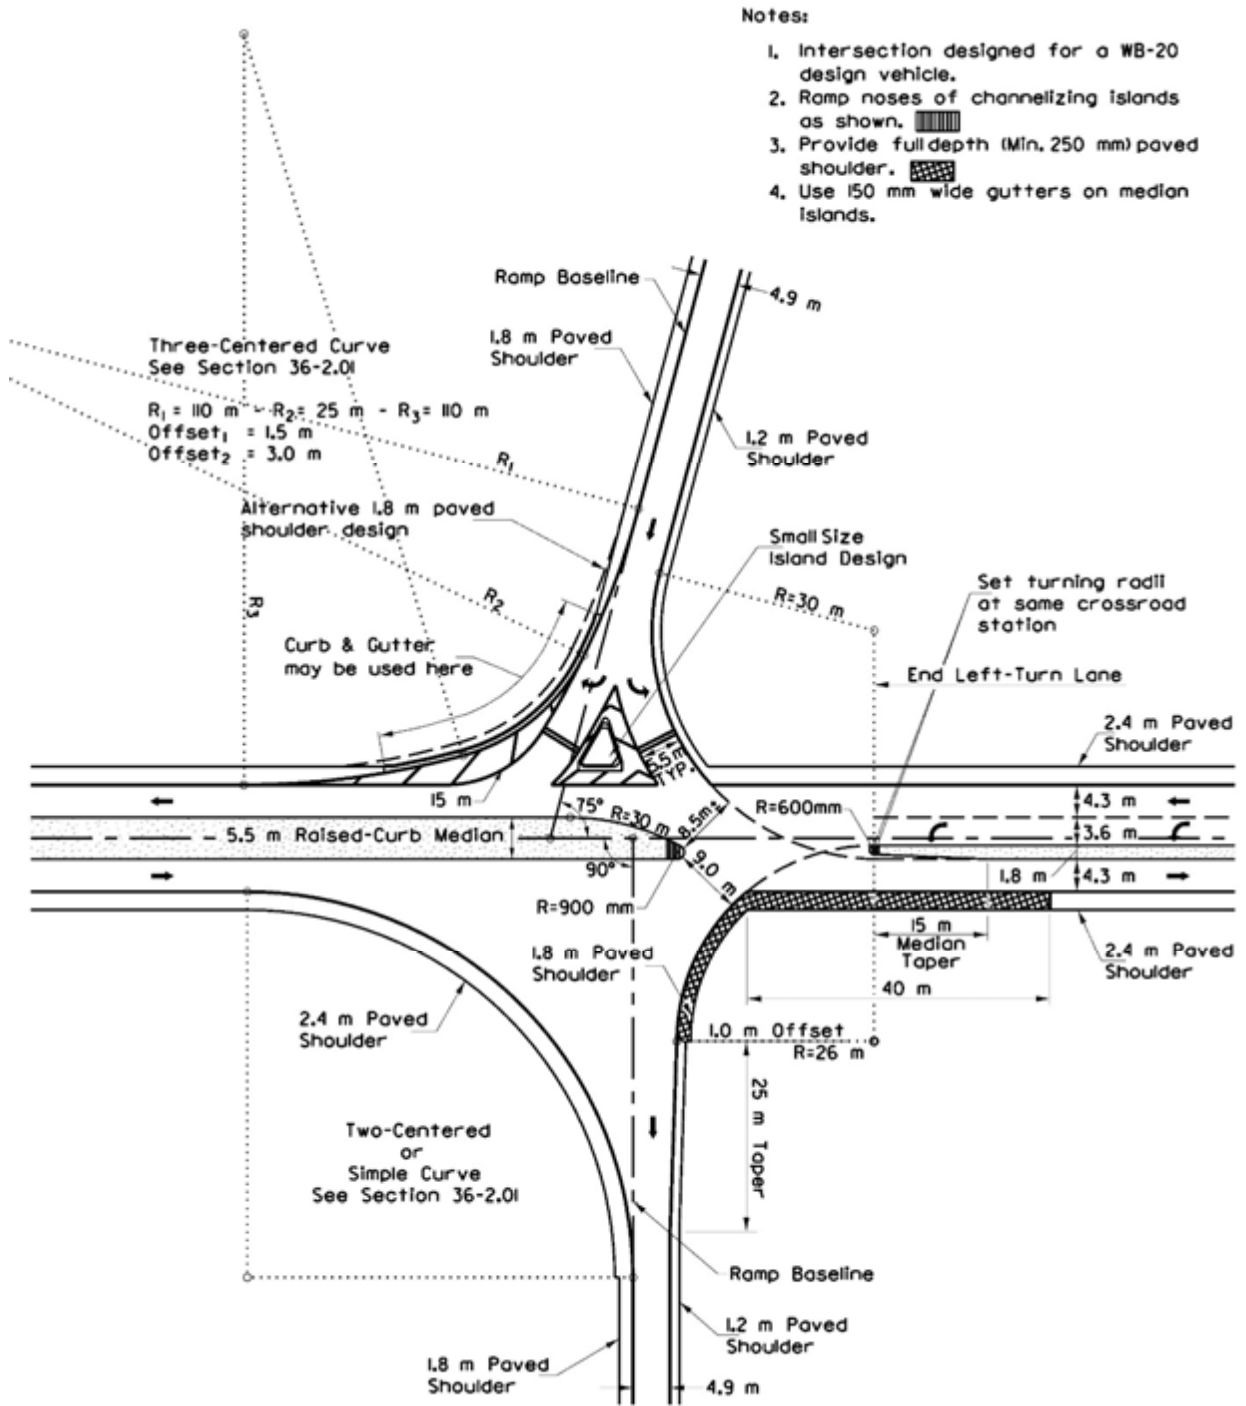 Notes:
1. Intersection designed for a WB-20
design vehicle.
2. Ramp noses of channelizing islands
as shown.
3. Provide full depth (Min. 250 mm) paved
shoulder.
4. Use 150 mm wide gutters on median
islands.
Ramp Baseline
4.9 m
1.8 m Paved
Shoulder
Three-Centered Curve
See Section 36-2.01
R1 = 110 m - R2= 25 m - R3= 110 m
Offset1 = 1.5 m
Offset2 = 3.0 m
1.2 m Paved
Shoulder
R1
Alternative 1.8 m paved
shoulder design
Small Size
Island Design
Set turning radii
at same crossroad
station
R3
R2
R=30 m
Curb & Gutter
may be used here
End Left-Turn Lane
2.4 m Paved
Shoulder
5.5 m
TYP.
15 m
75°
R=30 m
8.5m±
R=600mm
4.3 m
5.5 m Raised-Curb Median
3.6 m
90°
9.0 m
1.8 m
4.3 m
R=900 mm
15 m
Median
Taper
1.8 m Paved
Shoulder
2.4 m Paved
Shoulder
40 m
2.4 m Paved
Shoulder
1.0 m Offset
R=26 m
25 m Taper
Two-Centered
or
Simple Curve
See Section 36-2.01
Ramp Baseline
1.2 m Paved
Shoulder
1.8 m Paved
Shoulder
4.9 m